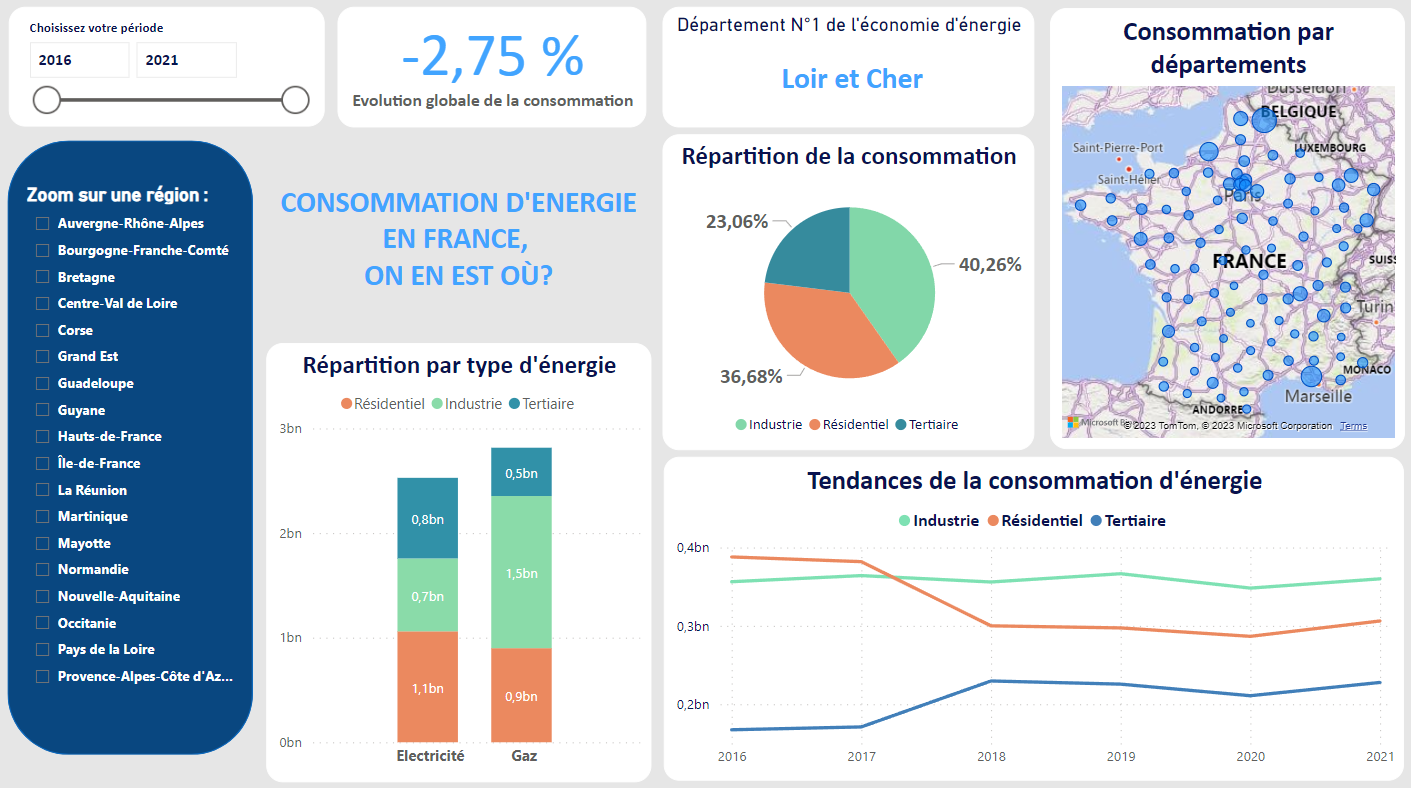 Choisissez votre période
2016
2021
-2,75 %
Evolution globale de la consommation
Département N°1 de l'économie d'énergie
Loir et Cher
Consommation par
départements
Dusseldorf
BELGIQUE
LUXEMBOURG
Saint-Pierre-Port
Saint-Hélier
Paris
FRANCE
SUISS
Turin
MONACO
Marseille
ANDORRE
© 2023 TomTom, © 2023 Microsoft Corporation Terms
Zoom sur une région :
Auvergne-Rhône-Alpes
Bourgogne-Franche-Comté
Bretagne
Centre-Val de Loire
Corse
Grand Est
Guadeloupe
Guyane
Hauts-de-France
Île-de-France
La Réunion
Martinique
Mayotte
Normandie
Nouvelle-Aquitaine
Occitanie
Pays de la Loire
Provence-Alpes-Côte d'Az...
CONSOMMATION D'ENERGIE
EN FRANCE,
ON EN EST OÙ?
Répartition de la consommation
23,06%
40,26%
36,68%
Industrie Résidentiel Tertiaire
Répartition par type d'énergie
Résidentiel Industrie Tertiaire
3bn
2bn
1bn
0bn
0,8bn
0,7bn
1,1bn
0,5bn
1,5bn
0,9bn
Electricité Gaz
Tendances de la consommation d'énergie
Industrie Résidentiel Tertiaire
0,4bn
0,3bn
0,2bn
2016 2017 2018 2019 2020 2021